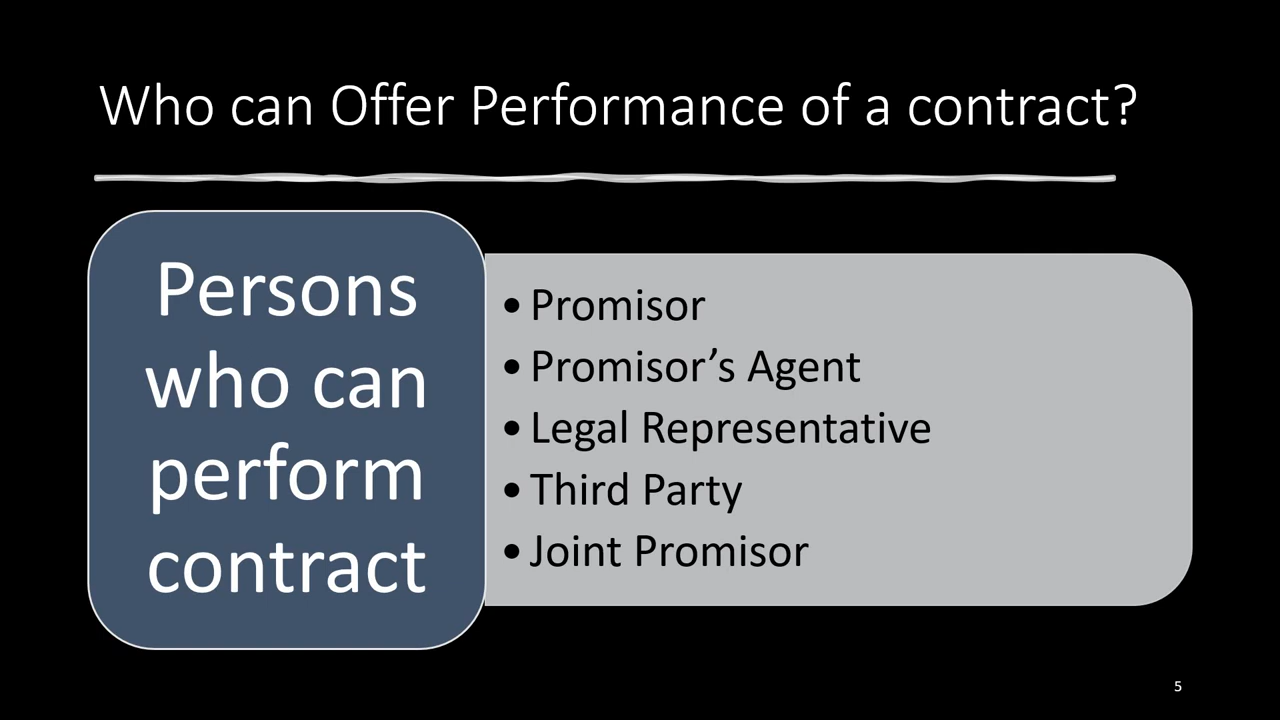 Who can Offer Performance of a contract?
Persons
who can
perform
contract
• Promisor
• Promisor’s Agent
• Legal Representative
• Third Party
• Joint Promisor
5